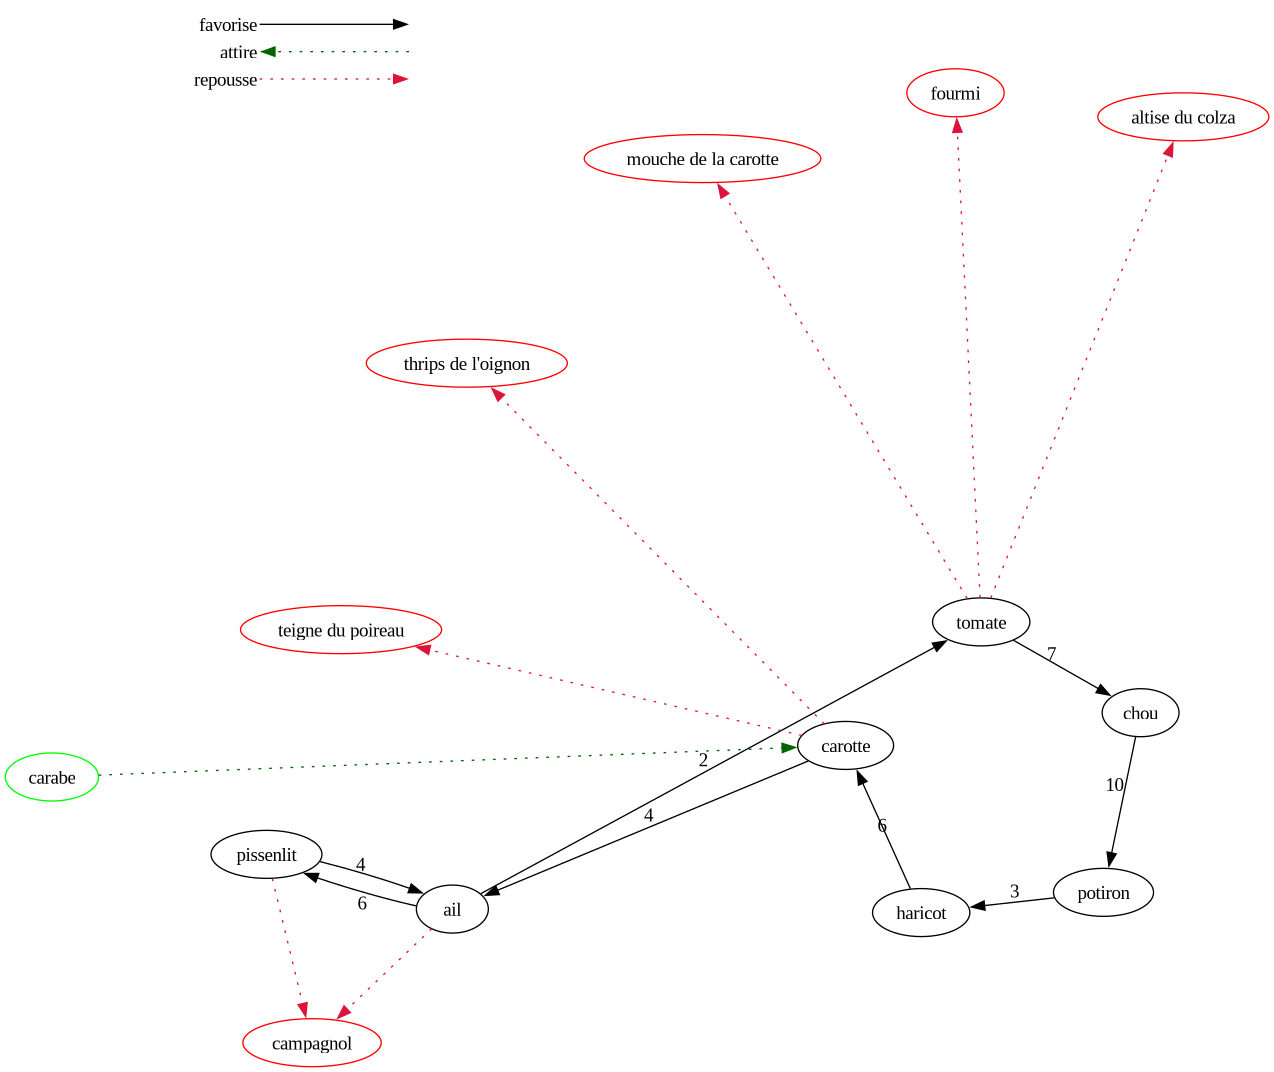 favorise
attire
repousse
fourmi
altise du colza
mouche de la carotte
thrips de l'oignon
tomate
teigne du poireau
7
chou
carotte
2
carabe
10
4
6
pissenlit
4
3
potiron
6
ail
haricot
campagnol